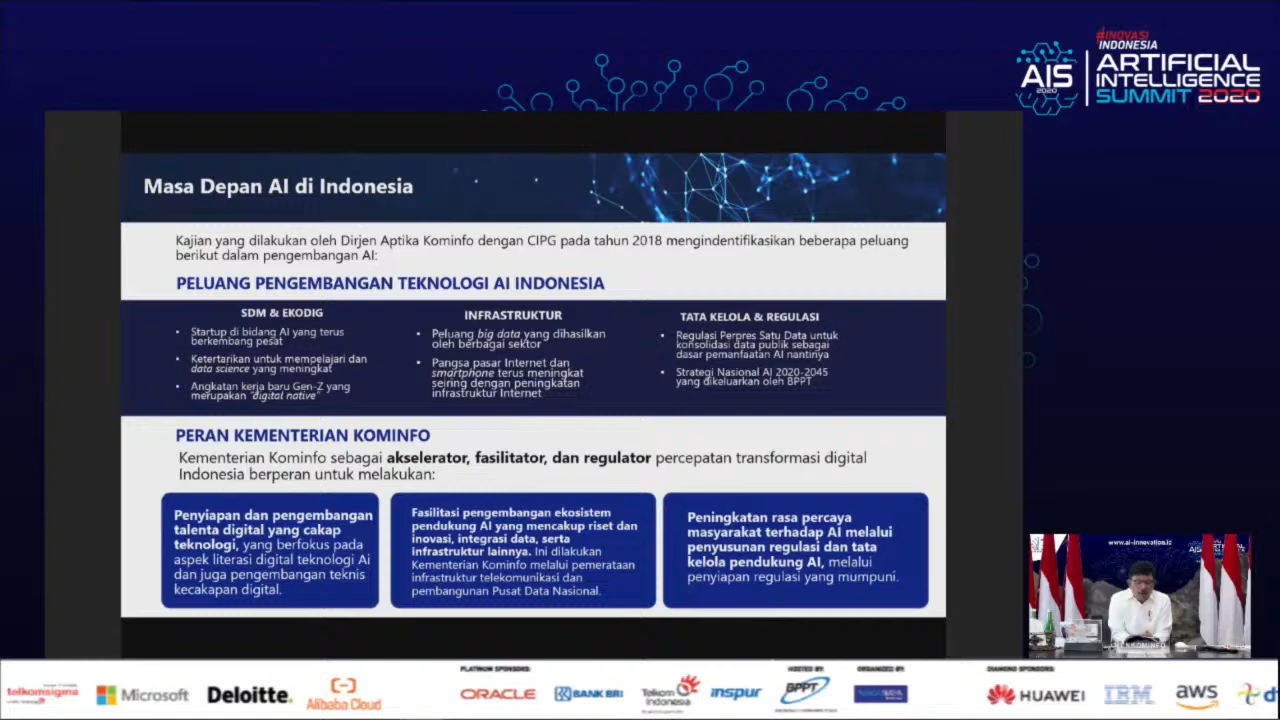 #INOVASI
INDONESIA
AIS
2020
ARTIFICIAL
INTELLIGENCE
SUMMIT 2020
Masa Depan AI di Indonesia
Kajian yang dilakukan oleh Dirjen Aptika Kominfo dengan CIPG pada tahun 2018 mengindentifikasikan beberapa peluang
berikut dalam pengembangan AI:
PELUANG PENGEMBANGAN TEKNOLOGI AI INDONESIA
SDM & EKODIG
• Startup di bidang AI yang terus
berkembang pesat
• Ketertarikan untuk mempelajari dan
data science yang meningkat
• Angkatan kerja baru Gen-Z yang
merupakan "digital native"
INFRASTRUKTUR
• Peluang big data yang dihasilkan
oleh berbagai sektor
• Pangsa pasar Internet dan
smartphone terus meningkat
seiring dengan peningkatan
infrastruktur Internet
TATA KELOLA & REGULASI
• Regulasi Perpres Satu Data untuk
konsolidasi data publik sebagai
dasar pemanfaatan AI nantinya
• Strategi Nasional AI 2020-2045
yang dikeluarkan oleh BPPT
PERAN KEMENTERIAN KOMINFO
Kementerian Kominfo sebagai akselerator, fasilitator, dan regulator percepatan transformasi digital
Indonesia berperan untuk melakukan:
Penyiapan dan pengembangan
talenta digital yang cakap
teknologi, yang berfokus pada
aspek literasi digital teknologi Ai
dan juga pengembangan teknis
kecakapan digital.
Fasilitasi pengembangan ekosistem
pendukung AI yang mencakup riset dan
inovasi, integrasi data, serta
infrastruktur lainnya. Ini dilakukan
Kementerian Kominfo melalui pemerataan
infrastruktur telekomunikasi dan
pembangunan Pusat Data Nasional.
Peningkatan rasa percaya
masyarakat terhadap AI melalui
penyusunan regulasi dan tata
kelola pendukung AI, melalui
penyiapan regulasi yang mumpuni.
www.ai-innovation.id
PLATINUM SPONSORS:
HOSTED BY:
ORGANIZED BY:
DIAMOND SPONSORS:
telkomsigma
Microsoft
Deloitte.
Alibaba Cloud
ORACLE
BANK BRI
Telkom
Indonesia
inspur
BPPT
HUAWEI
IBM
aws